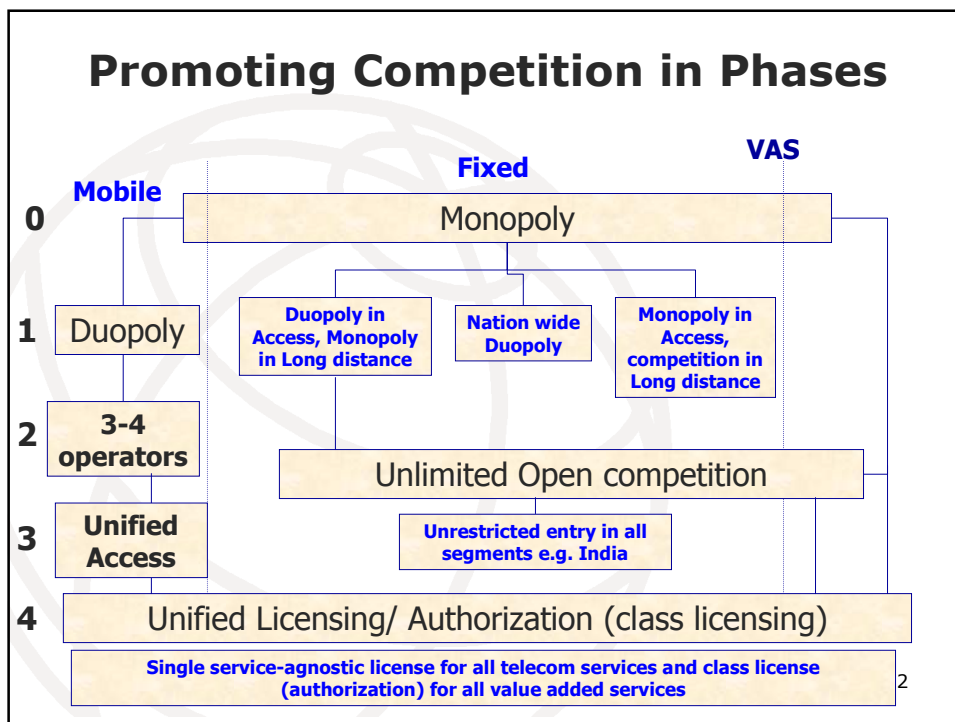 Promoting Competition in Phases
VAS
Fixed
Mobile
0
Monopoly
1
Duopoly
Duopoly in
Access, Monopoly
in Long distance
Nation wide
Duopoly
Monopoly in
Access,
competition in
Long distance
2
3-4
operators
Unlimited Open competition
3
Unified
Access
Unrestricted entry in all
segments e.g. India
4
Unified Licensing/ Authorization (class licensing)
Single service-agnostic license for all telecom services and class license
(authorization) for all value added services
2